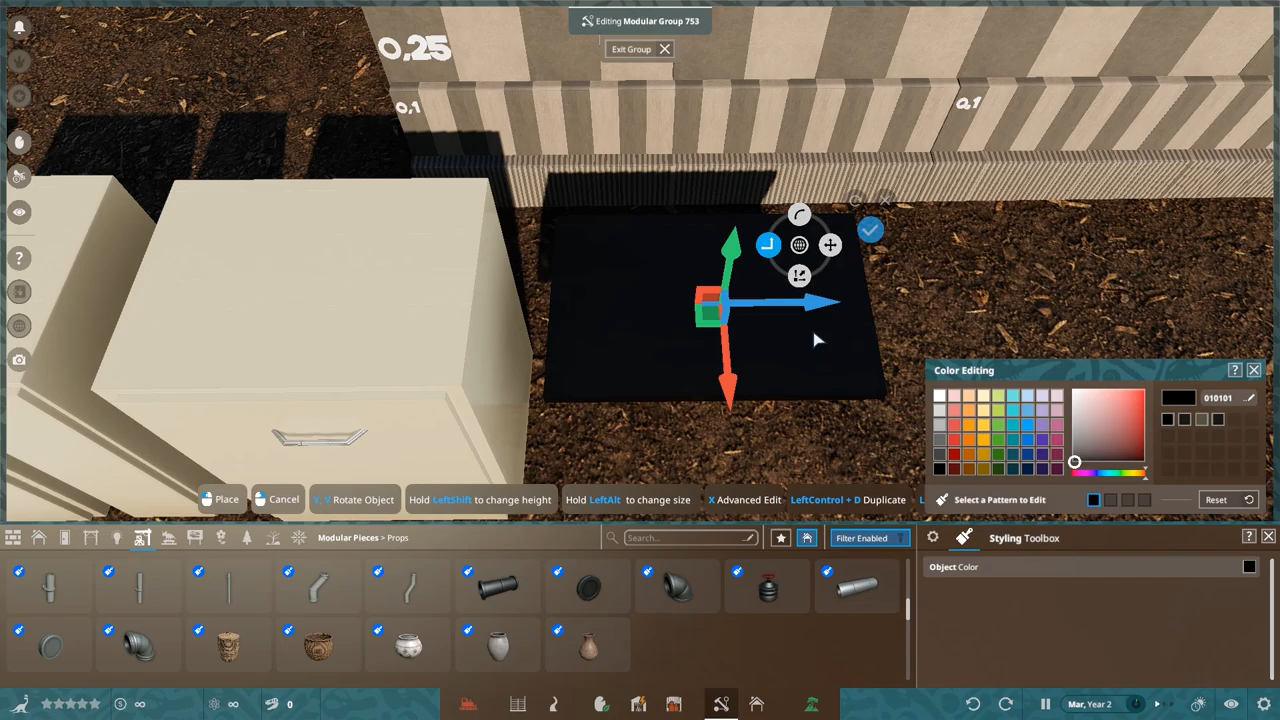 Editing Modular Group 753
Exit Group
0,25
0,1
0,1
Color Editing
?
010101
Place
Cancel
Y, V Rotate Object
Hold LeftShift to change height
Hold LeftAlt to change size
X Advanced Edit
LeftControl + D Duplicate
L
Select a Pattern to Edit
Reset
Modular Pieces > Props
Search...
Filter Enabled
Styling Toolbox
?
Object Color
?
∞
∞
0
Mar, Year 2